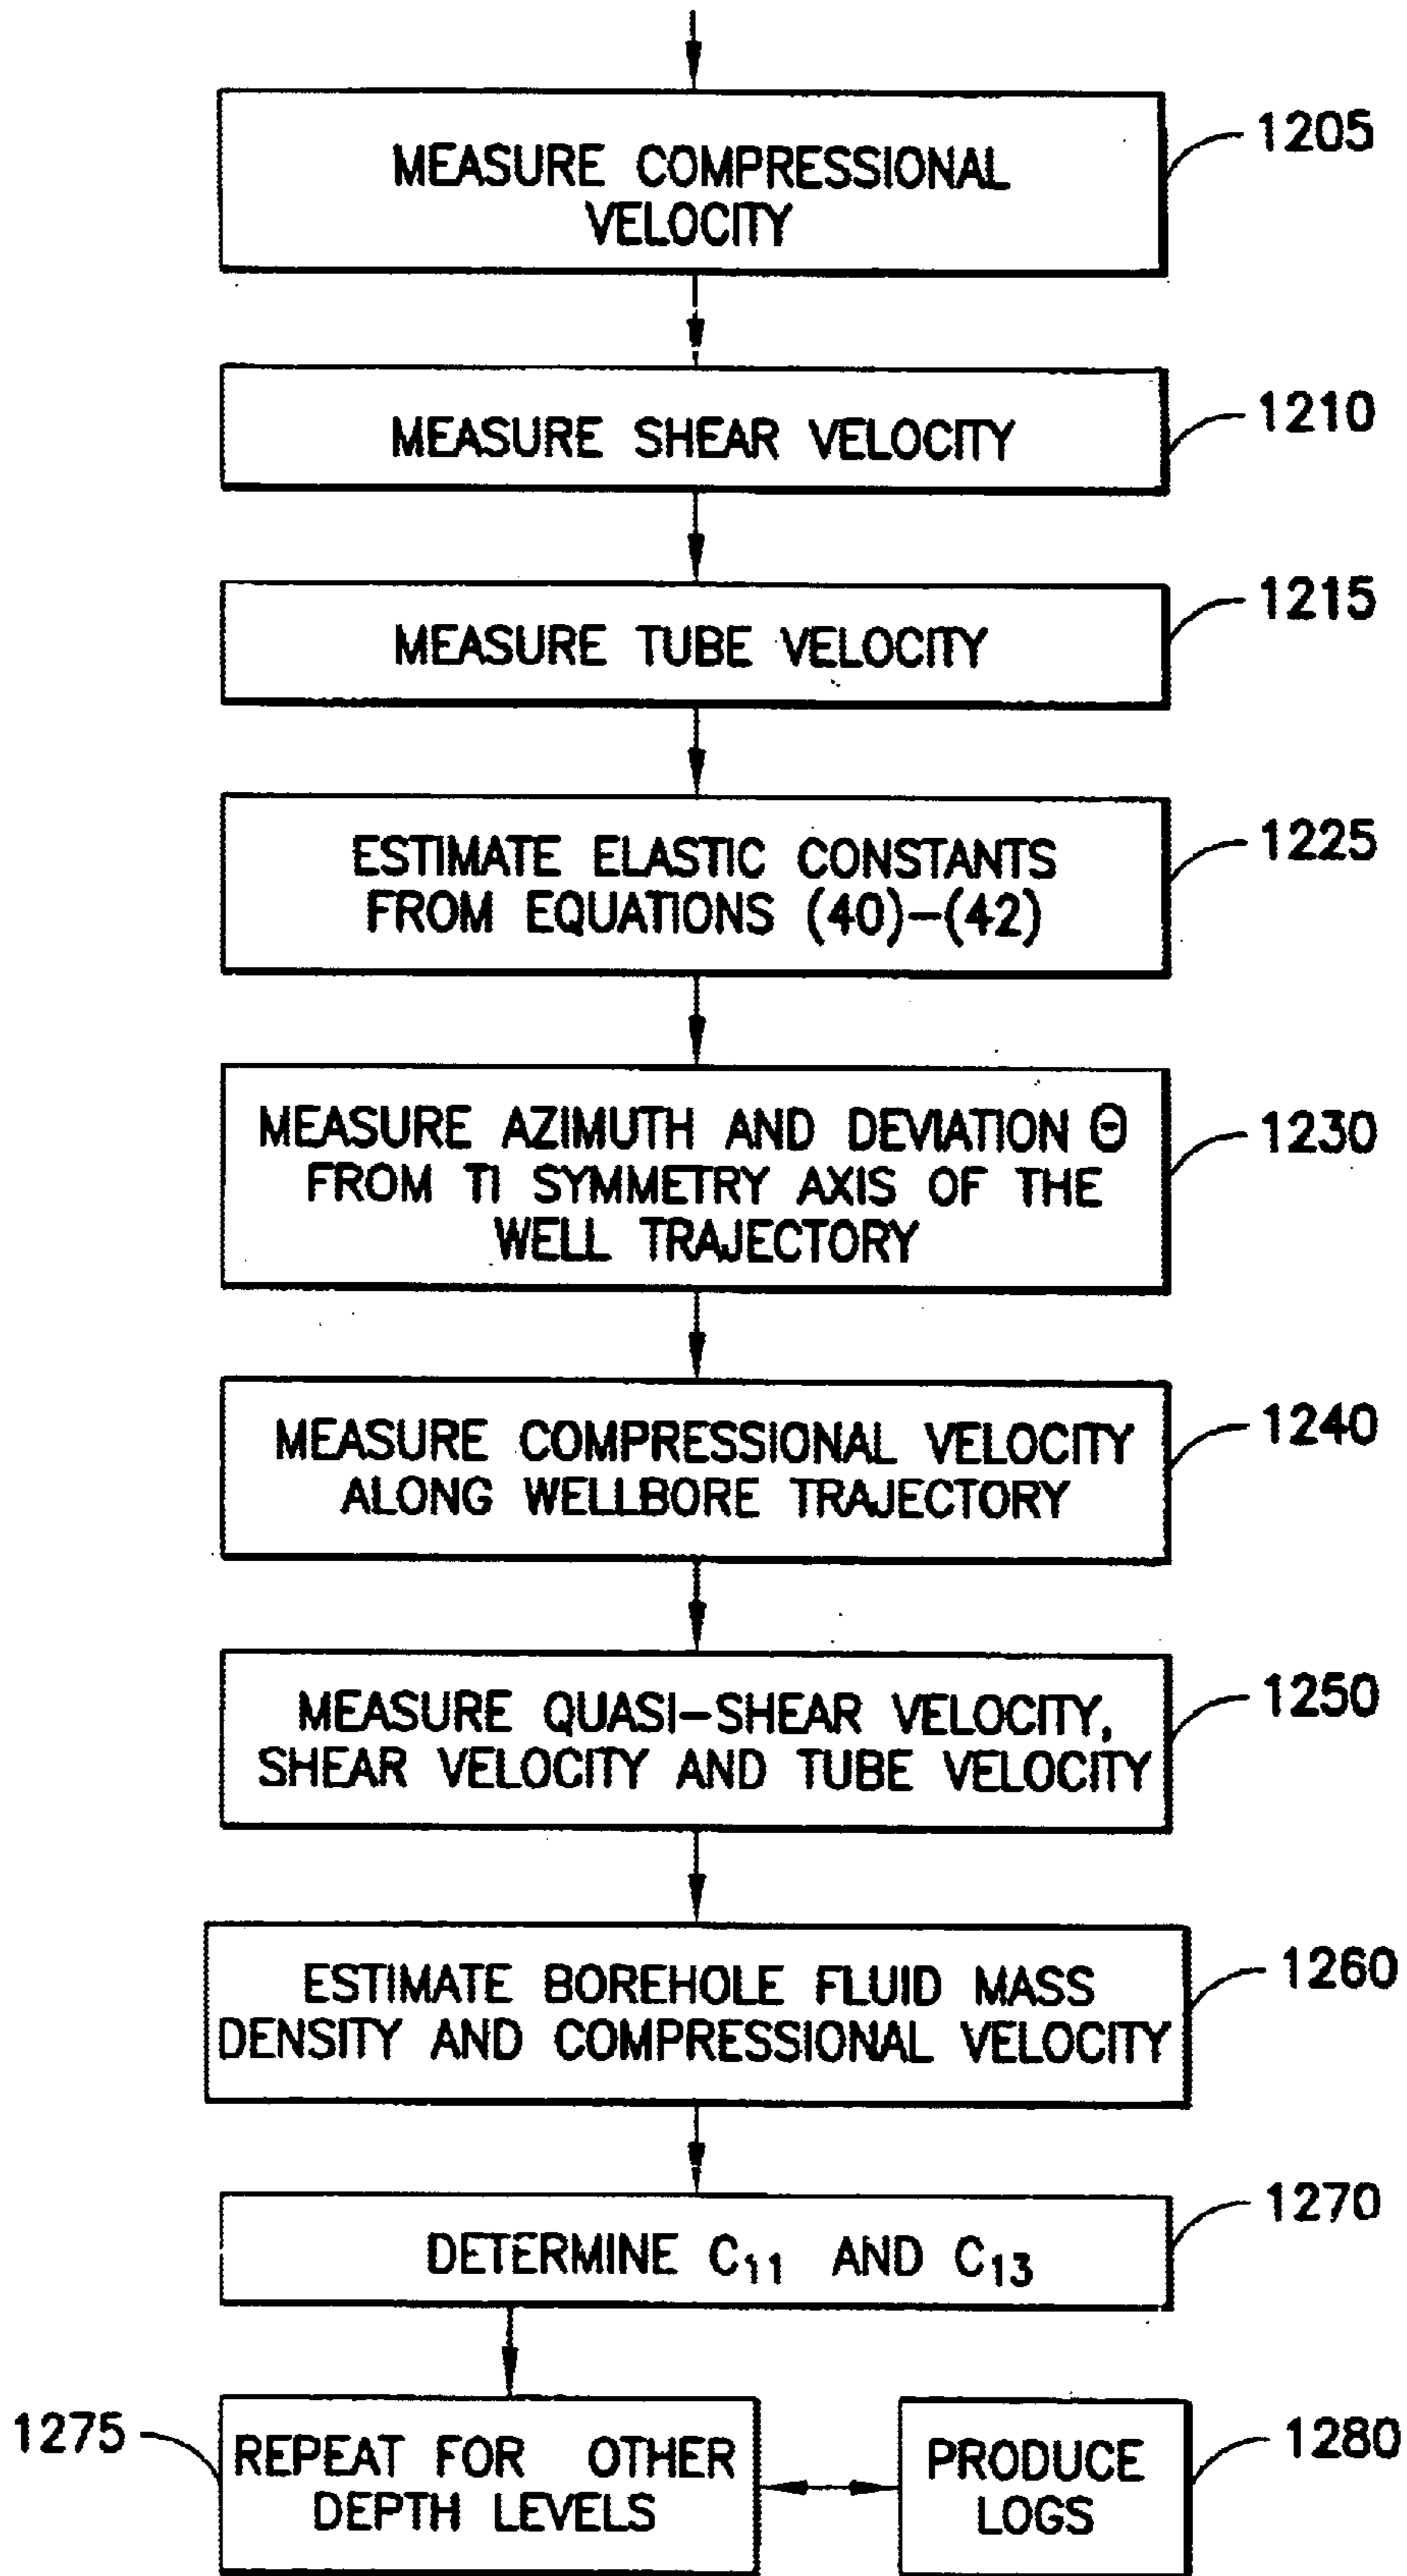 MEASURE COMPRESSIONAL
VELOCITY
1205
MEASURE SHEAR VELOCITY
1210
MEASURE TUBE VELOCITY
1215
ESTIMATE ELASTIC CONSTANTS
FROM EQUATIONS (40)–(42)
1225
MEASURE AZIMUTH AND DEVIATION Θ
FROM TI SYMMETRY AXIS OF THE
WELL TRAJECTORY
1230
MEASURE COMPRESSIONAL VELOCITY
ALONG WELLBORE TRAJECTORY
1240
MEASURE QUASI–SHEAR VELOCITY,
SHEAR VELOCITY AND TUBE VELOCITY
1250
ESTIMATE BOREHOLE FLUID MASS
DENSITY AND COMPRESSIONAL VELOCITY
1260
DETERMINE C₁₁ AND C₁₃
1270
1275
REPEAT FOR OTHER
DEPTH LEVELS
PRODUCE
LOGS
1280